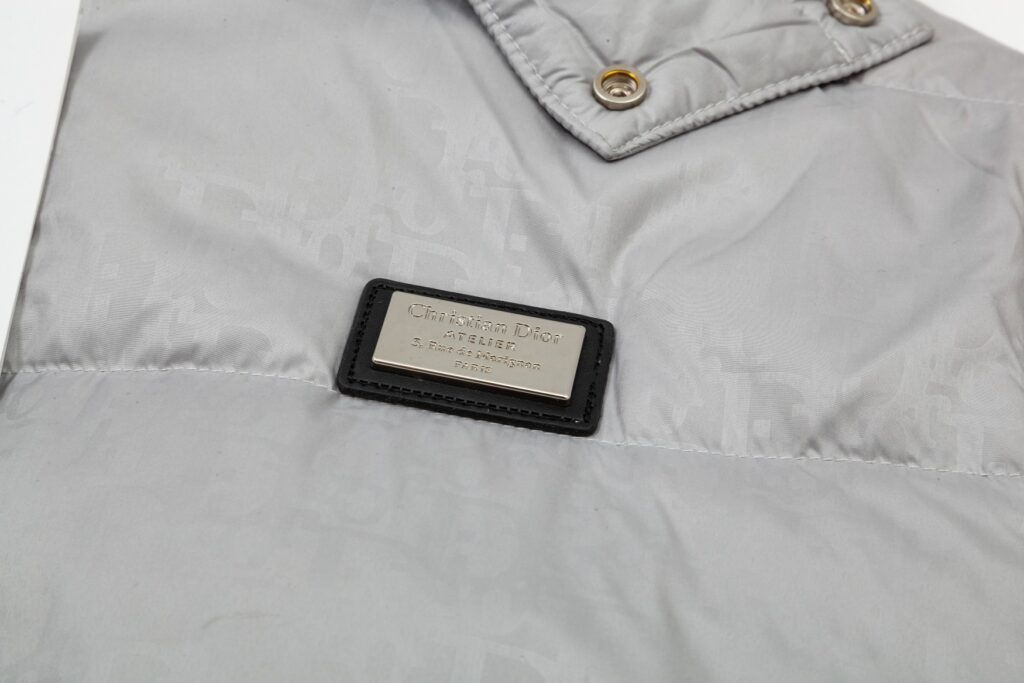 Christian Dior
ATELIER
3, Rue de Marignan
PARIS